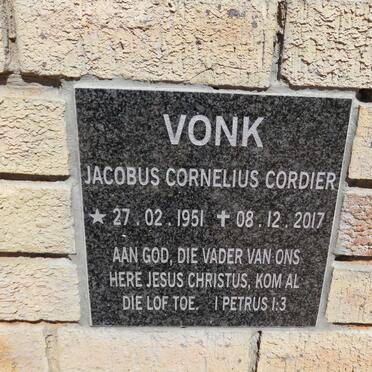 VONK
JACOBUS CORNELIUS CORDIER
★ 27 . 02 . 1951 ✝ 08 . 12 . 2017
AAN GOD, DIE VADER VAN ONS
HERE JESUS CHRISTUS, KOM AL
DIE LOF TOE. I PETRUS 1:3